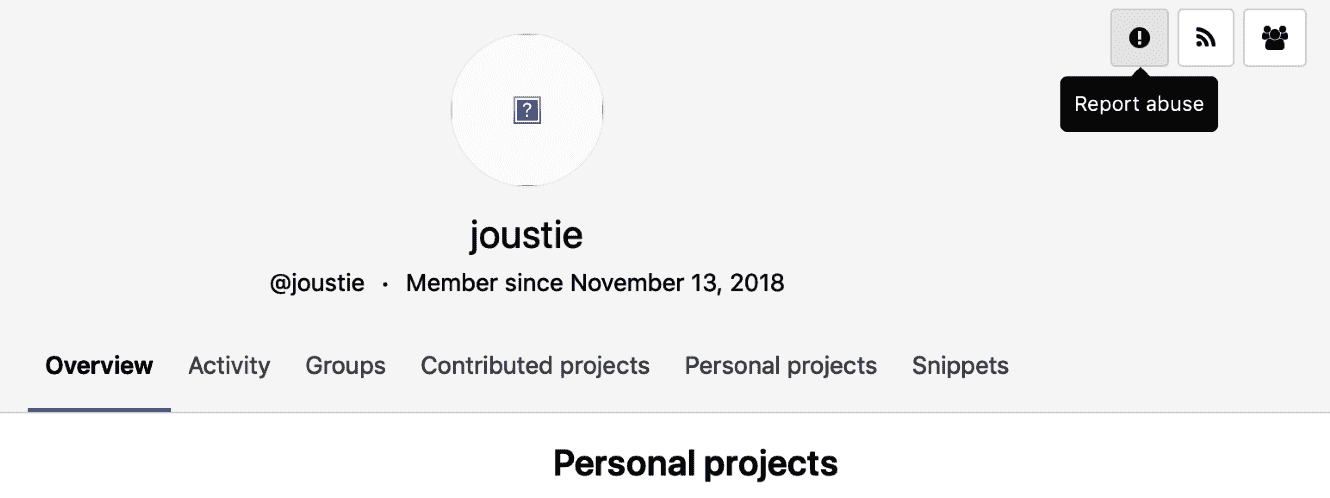 Report abuse
joustie
@joustie · Member since November 13, 2018
Overview Activity Groups Contributed projects Personal projects Snippets
Personal projects